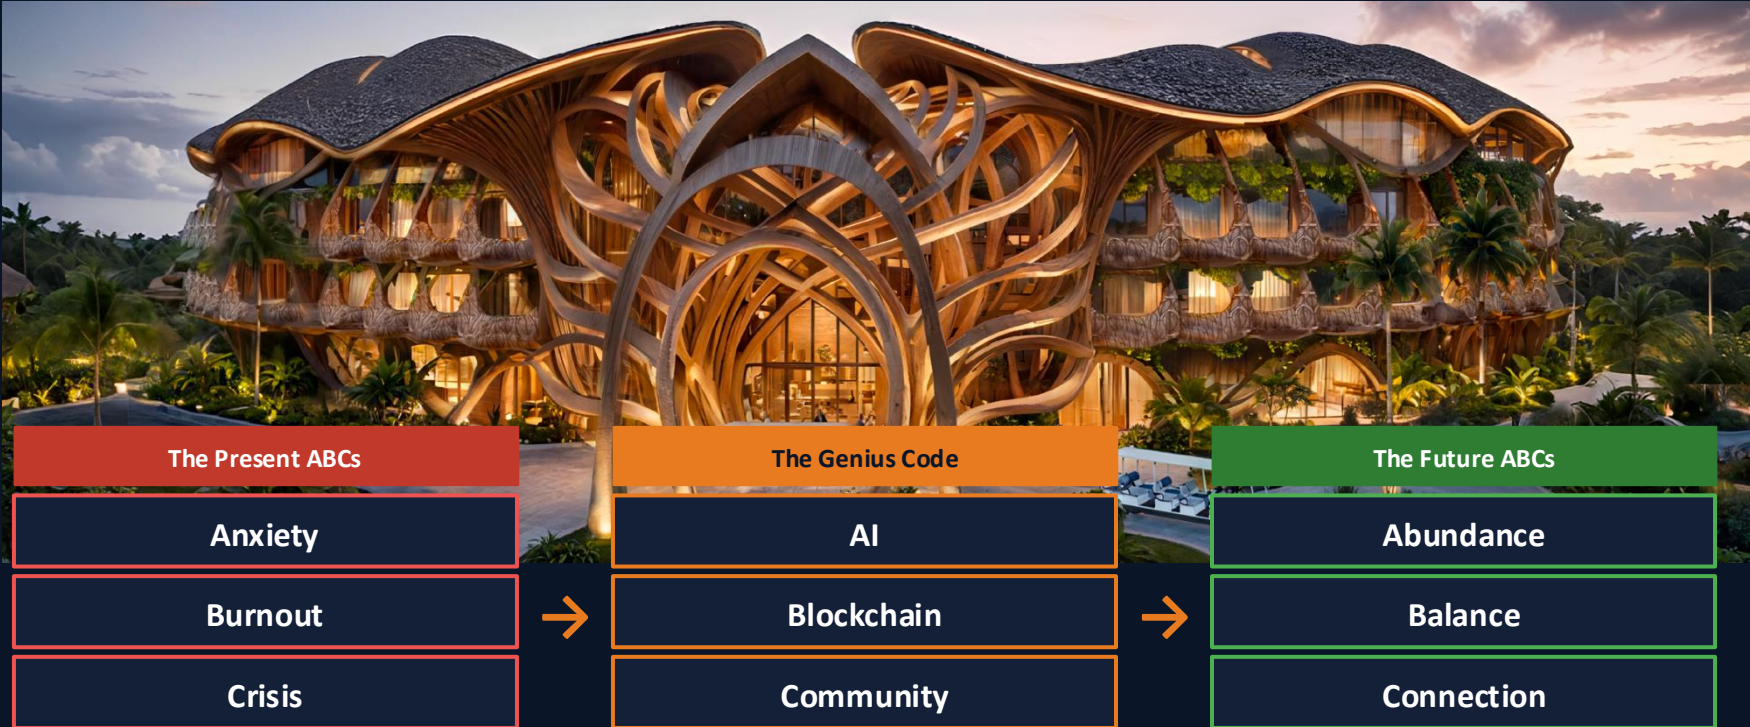 The Present ABCs
Anxiety
Burnout
Crisis
The Genius Code
AI
Blockchain
Community
The Future ABCs
Abundance
Balance
Connection